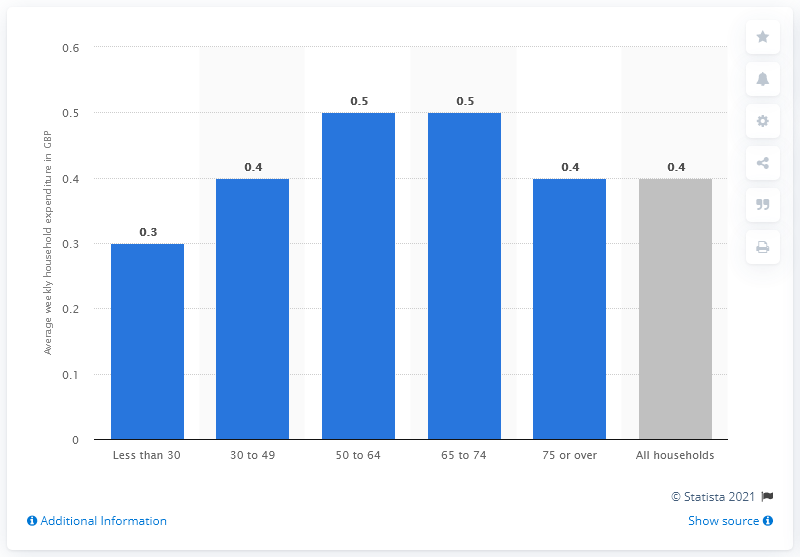 Average weekly household expenditure in GBP
0.6
0.5
0.4
0.3
0.2
0.1
0
0.3
0.4
0.5
0.5
0.4
0.4
Less than 30
30 to 49
50 to 64
65 to 74
75 or over
All households
© Statista 2021
Additional Information
Show source